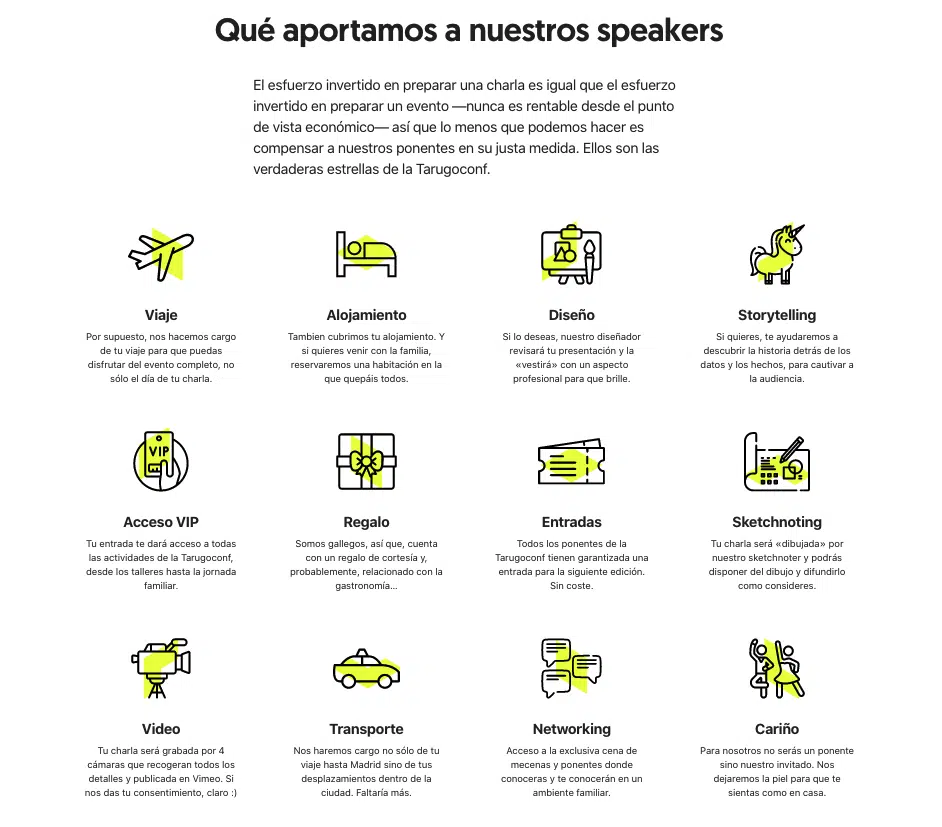 Qué aportamos a nuestros speakers
El esfuerzo invertido en preparar una charla es igual que el esfuerzo
invertido en preparar un evento —nunca es rentable desde el punto
de vista económico— así que lo menos que podemos hacer es
compensar a nuestros ponentes en su justa medida. Ellos son las
verdaderas estrellas de la Tarugoconf.
Viaje
Por supuesto, nos hacemos cargo
de tu viaje para que puedas
disfrutar del evento completo, no
sólo el día de tu charla.
Alojamiento
Tambien cubrimos tu alojamiento. Y
si quieres venir con la familia,
reservaremos una habitación en la
que quepáis todos.
Diseño
Si lo deseas, nuestro diseñador
revisará tu presentación y la
«vestirá» con un aspecto
profesional para que brille.
Storytelling
Si quieres, te ayudaremos a
descubrir la historia detrás de los
datos y los hechos, para cautivar a
la audiencia.
VIP
Acceso VIP
Tu entrada te dará acceso a todas
las actividades de la Tarugoconf,
desde los talleres hasta la jornada
familiar.
Regalo
Somos gallegos, así que, cuenta
con un regalo de cortesía y,
probablemente, relacionado con la
gastronomía...
Entradas
Todos los ponentes de la
Tarugoconf tienen garantizada una
entrada para la siguiente edición.
Sin coste.
Sketchnoting
Tu charla será «dibujada» por
nuestro sketchnoter y podrás
disponer del dibujo y difundirlo
como consideres.
Video
Tu charla será grabada por 4
cámaras que recogeran todos los
detalles y publicada en Vimeo. Si
nos das tu consentimiento, claro :)
Transporte
Nos haremos cargo no sólo de tu
viaje hasta Madrid sino de tus
desplazamientos dentro de la
ciudad. Faltaría más.
Networking
Acceso a la exclusiva cena de
mecenas y ponentes donde
conoceras y te conocerán en un
ambiente familiar.
Cariño
Para nosotros no serás un ponente
sino nuestro invitado. Nos
dejaremos la piel para que te
sientas como en casa.